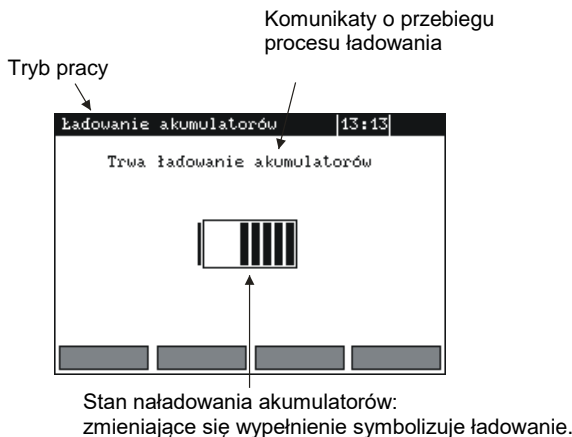 Komunikaty o przebiegu
procesu ładowania
Tryb pracy
Ładowanie akumulatorów 13:13
Trwa ładowanie akumulatorów
Stan naładowania akumulatorów:
zmieniające się wypełnienie symbolizuje ładowanie.